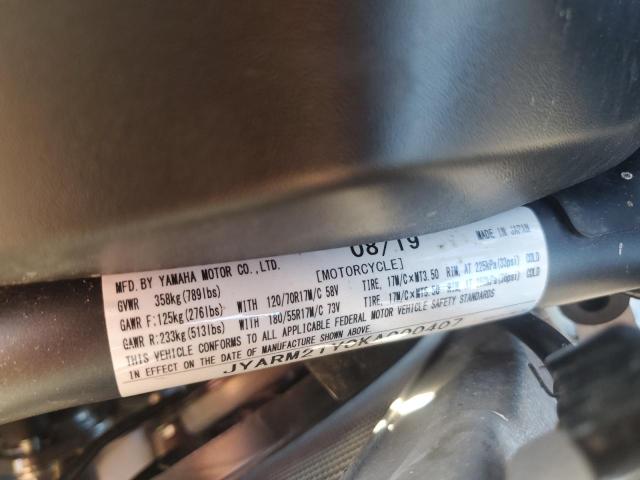 MFD. BY YAMAHA MOTOR CO., LTD. 08/19 MADE IN JAPAN
[MOTORCYCLE]
GVWR 358kg (789lbs)
GAWR F:125kg (276lbs) WITH 120/70R17M/C 58V TIRE, 17M/C×MT3.50 RIM, AT 225kPa (33psi) COLD
GAWR R:233kg (513lbs) WITH 180/55R17M/C 73V TIRE, 17M/C×MT5.50 RIM, COLD
THIS VEHICLE CONFORMS TO ALL APPLICABLE FEDERAL MOTOR VEHICLE SAFETY STANDARDS
IN EFFECT ON THE DATE OF MANUFACTURE SHOWN ABOVE